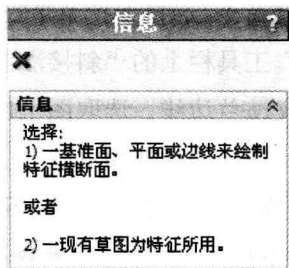 信息
?
信息
选择:
1) 一基准面、平面或边线来绘制
特征横断面。
或者
2) 一现有草图为特征所用。